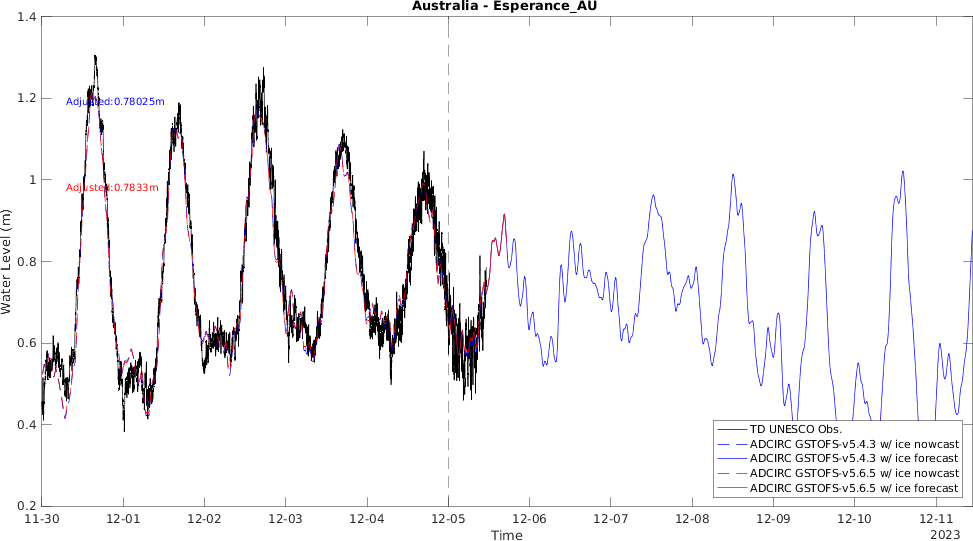 Australia - Esperance_AU
Water Level (m)
1.4
1.2
1
0.8
0.6
0.4
0.2
Adjusted:0.78025m
Adjusted:0.7833m
TD UNESCO Obs.
ADCIRC GSTOFS-v5.4.3 w/ ice nowcast
ADCIRC GSTOFS-v5.4.3 w/ ice forecast
ADCIRC GSTOFS-v5.6.5 w/ ice nowcast
ADCIRC GSTOFS-v5.6.5 w/ ice forecast
11-30 12-01 12-02 12-03 12-04 12-05 12-06 12-07 12-08 12-09 12-10 12-11
Time
2023